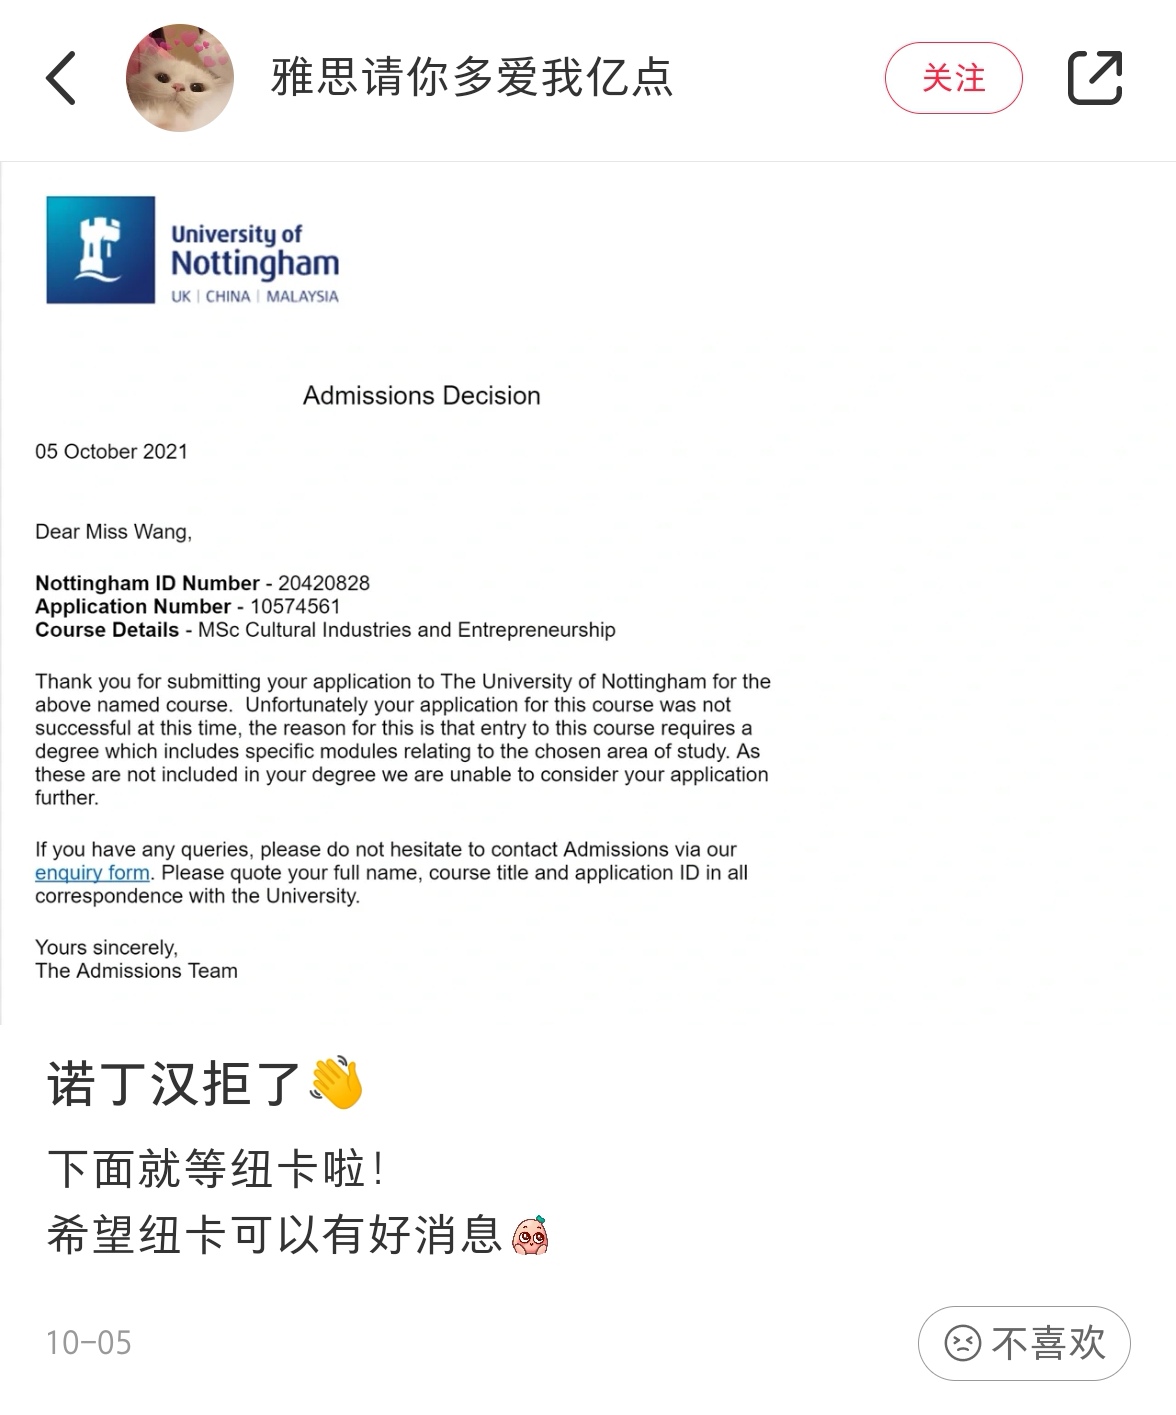 雅思请你多爱我亿点
关注
University of
Nottingham
UK | CHINA | MALAYSIA
Admissions Decision
05 October 2021
Dear Miss Wang,
Nottingham ID Number - 20420828
Application Number - 10574561
Course Details - MSc Cultural Industries and Entrepreneurship
Thank you for submitting your application to The University of Nottingham for the
above named course.  Unfortunately your application for this course was not
successful at this time, the reason for this is that entry to this course requires a
degree which includes specific modules relating to the chosen area of study. As
these are not included in your degree we are unable to consider your application
further.
If you have any queries, please do not hesitate to contact Admissions via our
enquiry form. Please quote your full name, course title and application ID in all
correspondence with the University.
Yours sincerely,
The Admissions Team
诺丁汉拒了👋
下面就等纽卡啦!
希望纽卡可以有好消息
10-05
不喜欢